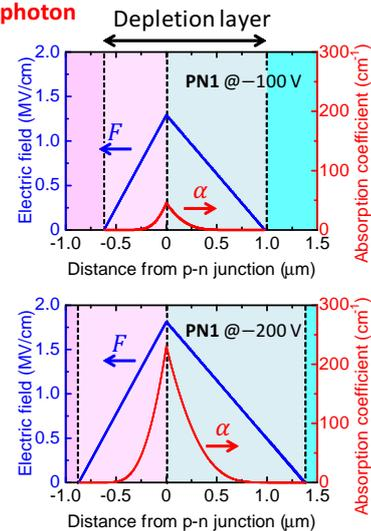 photon
Depletion layer
Electric field (MV/cm)
2.0
1.5
1.0
0.5
0
PN1 @−100 V
F
α
300
200
100
0
Absorption coefficient (cm⁻¹)
-1.0 -0.5 0 0.5 1.0 1.5
Distance from p-n junction (μm)
Electric field (MV/cm)
2.0
1.5
1.0
0.5
0
PN1 @−200 V
F
α
300
200
100
0
Absorption coefficient (cm⁻¹)
-1.0 -0.5 0 0.5 1.0 1.5
Distance from p-n junction (μm)